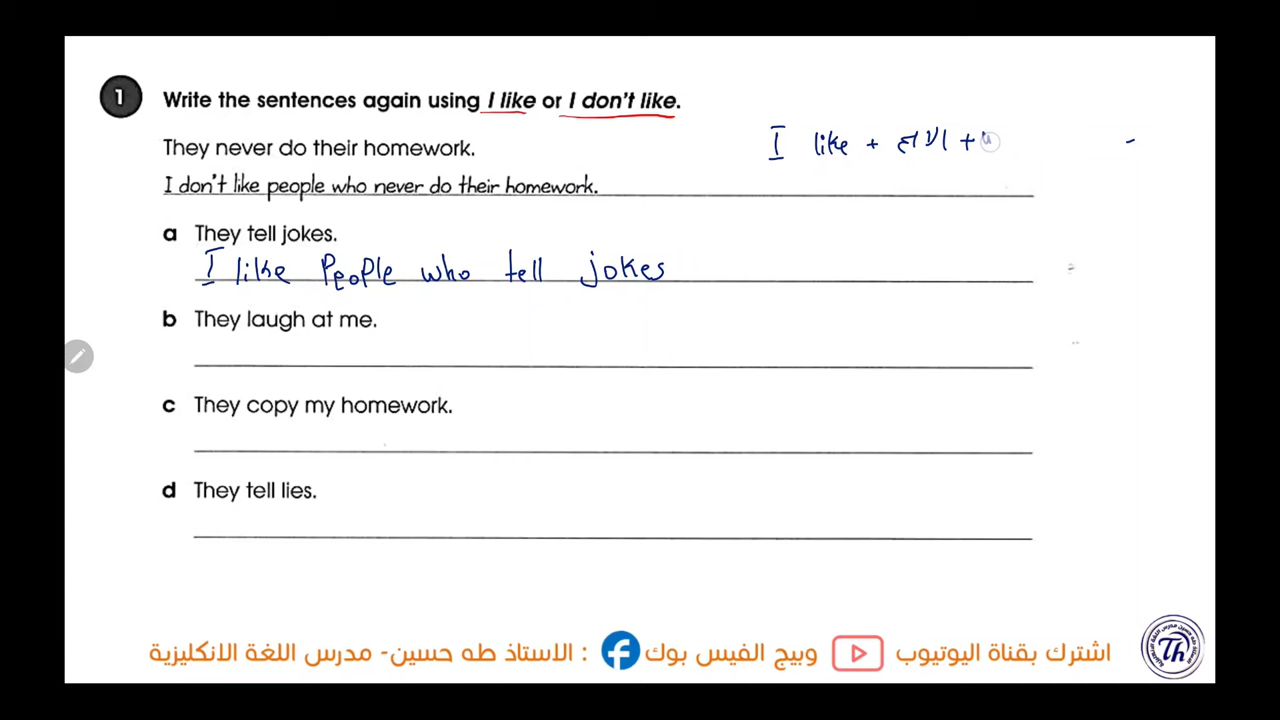 1 Write the sentences again using I like or I don't like.
They never do their homework.
I like +
I don't like people who never do their homework.
a They tell jokes.
I like People who tell jokes
b They laugh at me.
c They copy my homework.
d They tell lies.
اشترك بقناة اليوتيوب وبيج الفيس بوك : الاستاذ طه حسين- مدرس اللغة الانكليزية
Th